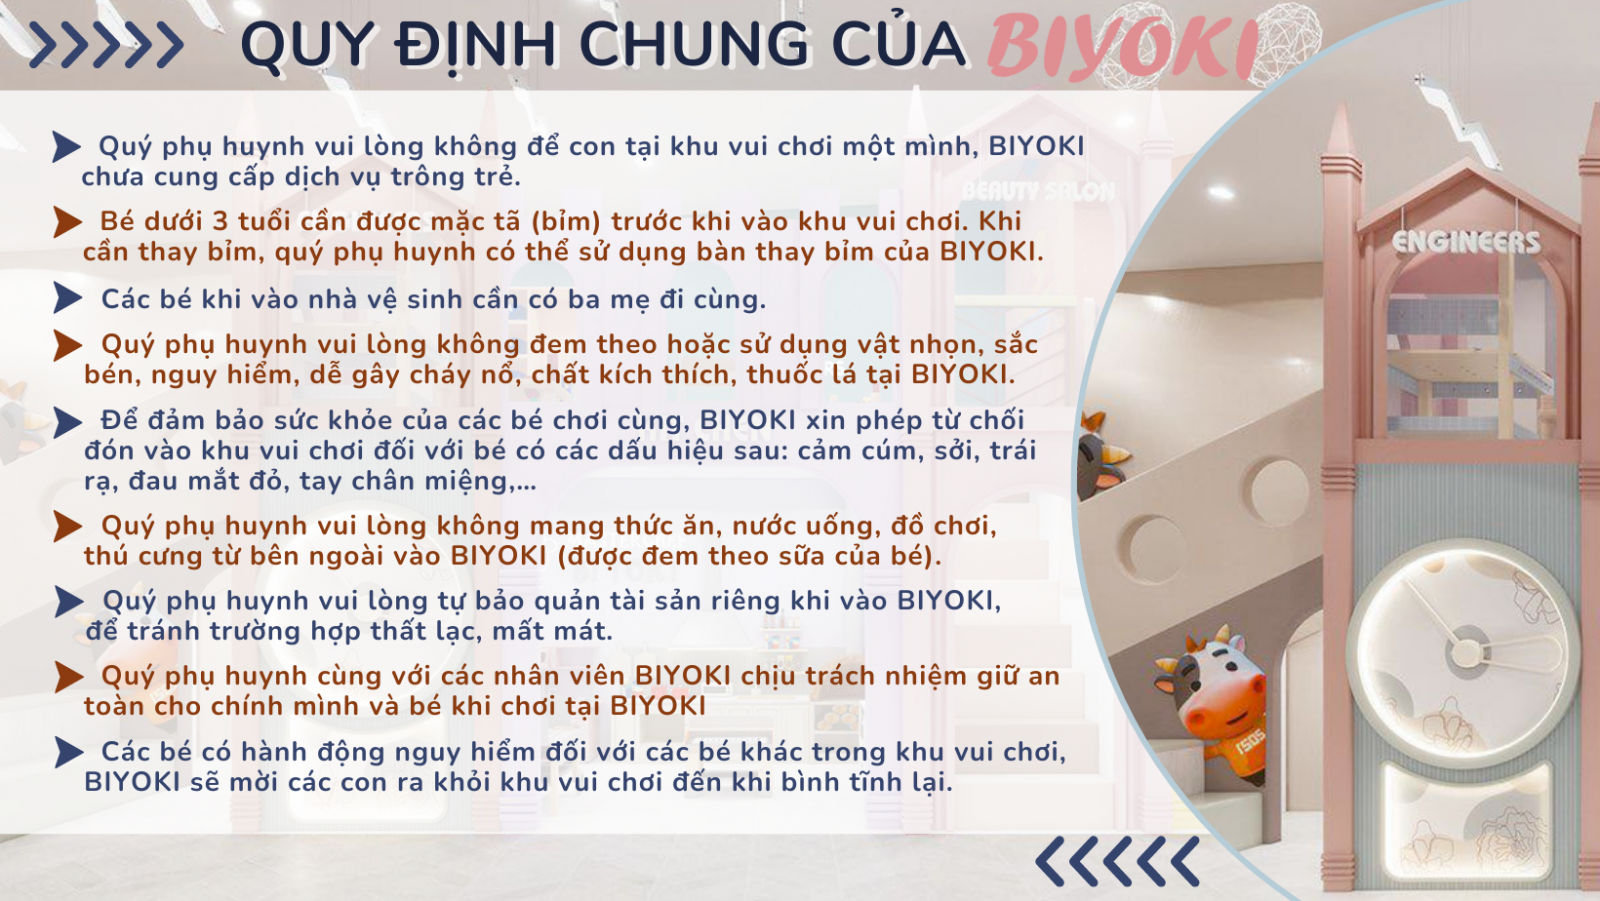 QUY ĐỊNH CHUNG CỦA BIYOKI
Quý phụ huynh vui lòng không để con tại khu vui chơi một mình, BIYOKI
chưa cung cấp dịch vụ trông trẻ.
Bé dưới 3 tuổi cần được mặc tã (bỉm) trước khi vào khu vui chơi. Khi
cần thay bỉm, quý phụ huynh có thể sử dụng bàn thay bỉm của BIYOKI.
Các bé khi vào nhà vệ sinh cần có ba mẹ đi cùng.
Quý phụ huynh vui lòng không đem theo hoặc sử dụng vật nhọn, sắc
bén, nguy hiểm, dễ gây cháy nổ, chất kích thích, thuốc lá tại BIYOKI.
Để đảm bảo sức khỏe của các bé chơi cùng, BIYOKI xin phép từ chối
đón vào khu vui chơi đối với bé có các dấu hiệu sau: cảm cúm, sởi, trái
rạ, đau mắt đỏ, tay chân miệng,...
Quý phụ huynh vui lòng không mang thức ăn, nước uống, đồ chơi,
thú cưng từ bên ngoài vào BIYOKI (được đem theo sữa của bé).
Quý phụ huynh vui lòng tự bảo quản tài sản riêng khi vào BIYOKI,
để tránh trường hợp thất lạc, mất mát.
Quý phụ huynh cùng với các nhân viên BIYOKI chịu trách nhiệm giữ an
toàn cho chính mình và bé khi chơi tại BIYOKI
Các bé có hành động nguy hiểm đối với các bé khác trong khu vui chơi,
BIYOKI sẽ mời các con ra khỏi khu vui chơi đến khi bình tĩnh lại.
BEAUTY SALON
ENGINEERS